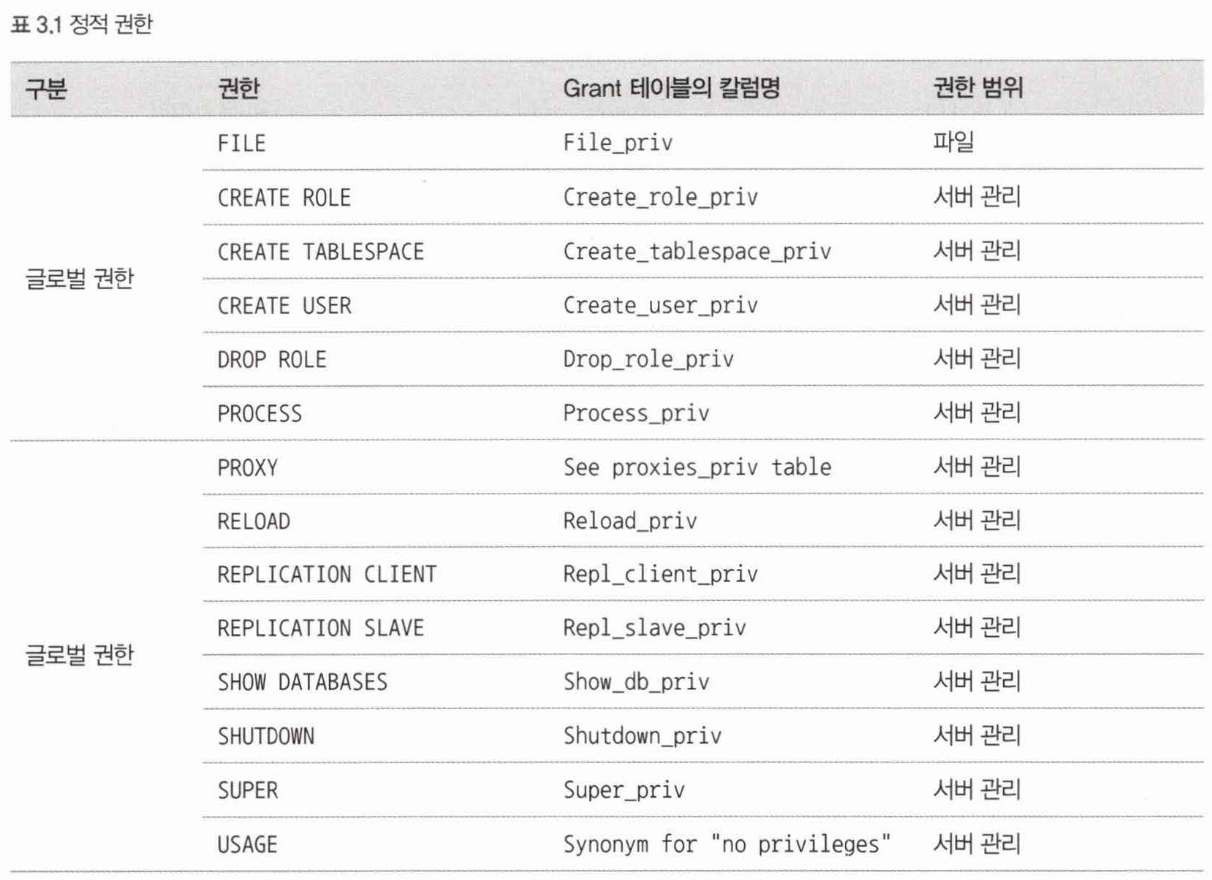 표 3.1 정적 권한
구분 권한 Grant 테이블의 칼럼명 권한 범위
글로벌 권한 FILE File_priv 파일
CREATE ROLE Create_role_priv 서버 관리
CREATE TABLESPACE Create_tablespace_priv 서버 관리
CREATE USER Create_user_priv 서버 관리
DROP ROLE Drop_role_priv 서버 관리
PROCESS Process_priv 서버 관리
글로벌 권한 PROXY See proxies_priv table 서버 관리
RELOAD Reload_priv 서버 관리
REPLICATION CLIENT Repl_client_priv 서버 관리
REPLICATION SLAVE Repl_slave_priv 서버 관리
SHOW DATABASES Show_db_priv 서버 관리
SHUTDOWN Shutdown_priv 서버 관리
SUPER Super_priv 서버 관리
USAGE Synonym for "no privileges" 서버 관리